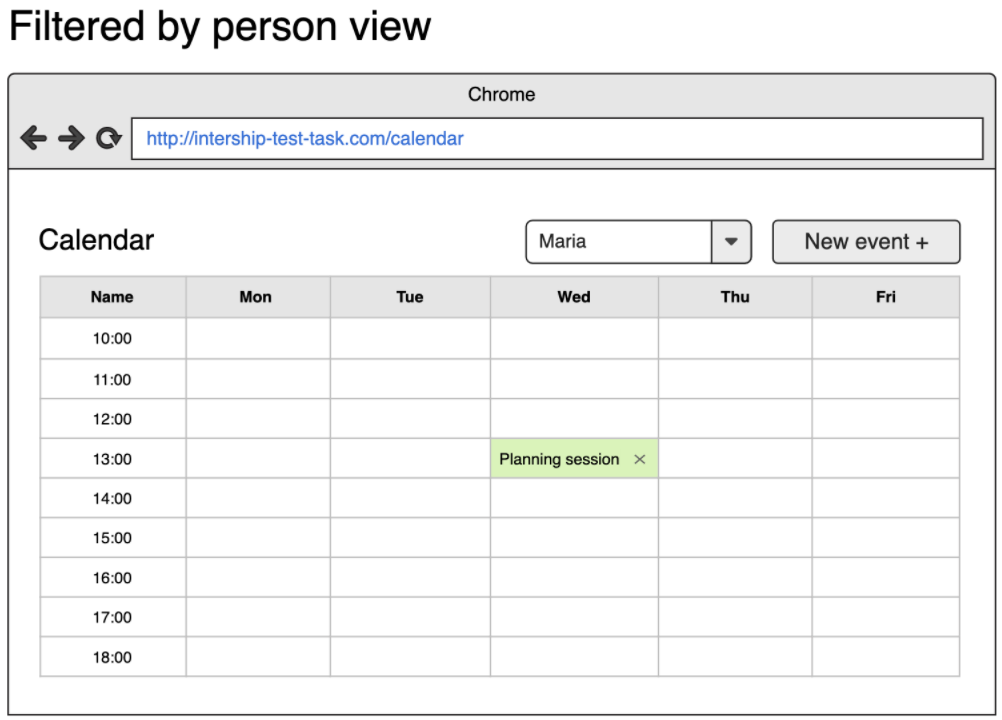 Filtered by person view
Chrome
http://intership-test-task.com/calendar
Calendar Maria New event +
Name Mon Tue Wed Thu Fri
10:00
11:00
12:00
13:00 Planning session ×
14:00
15:00
16:00
17:00
18:00